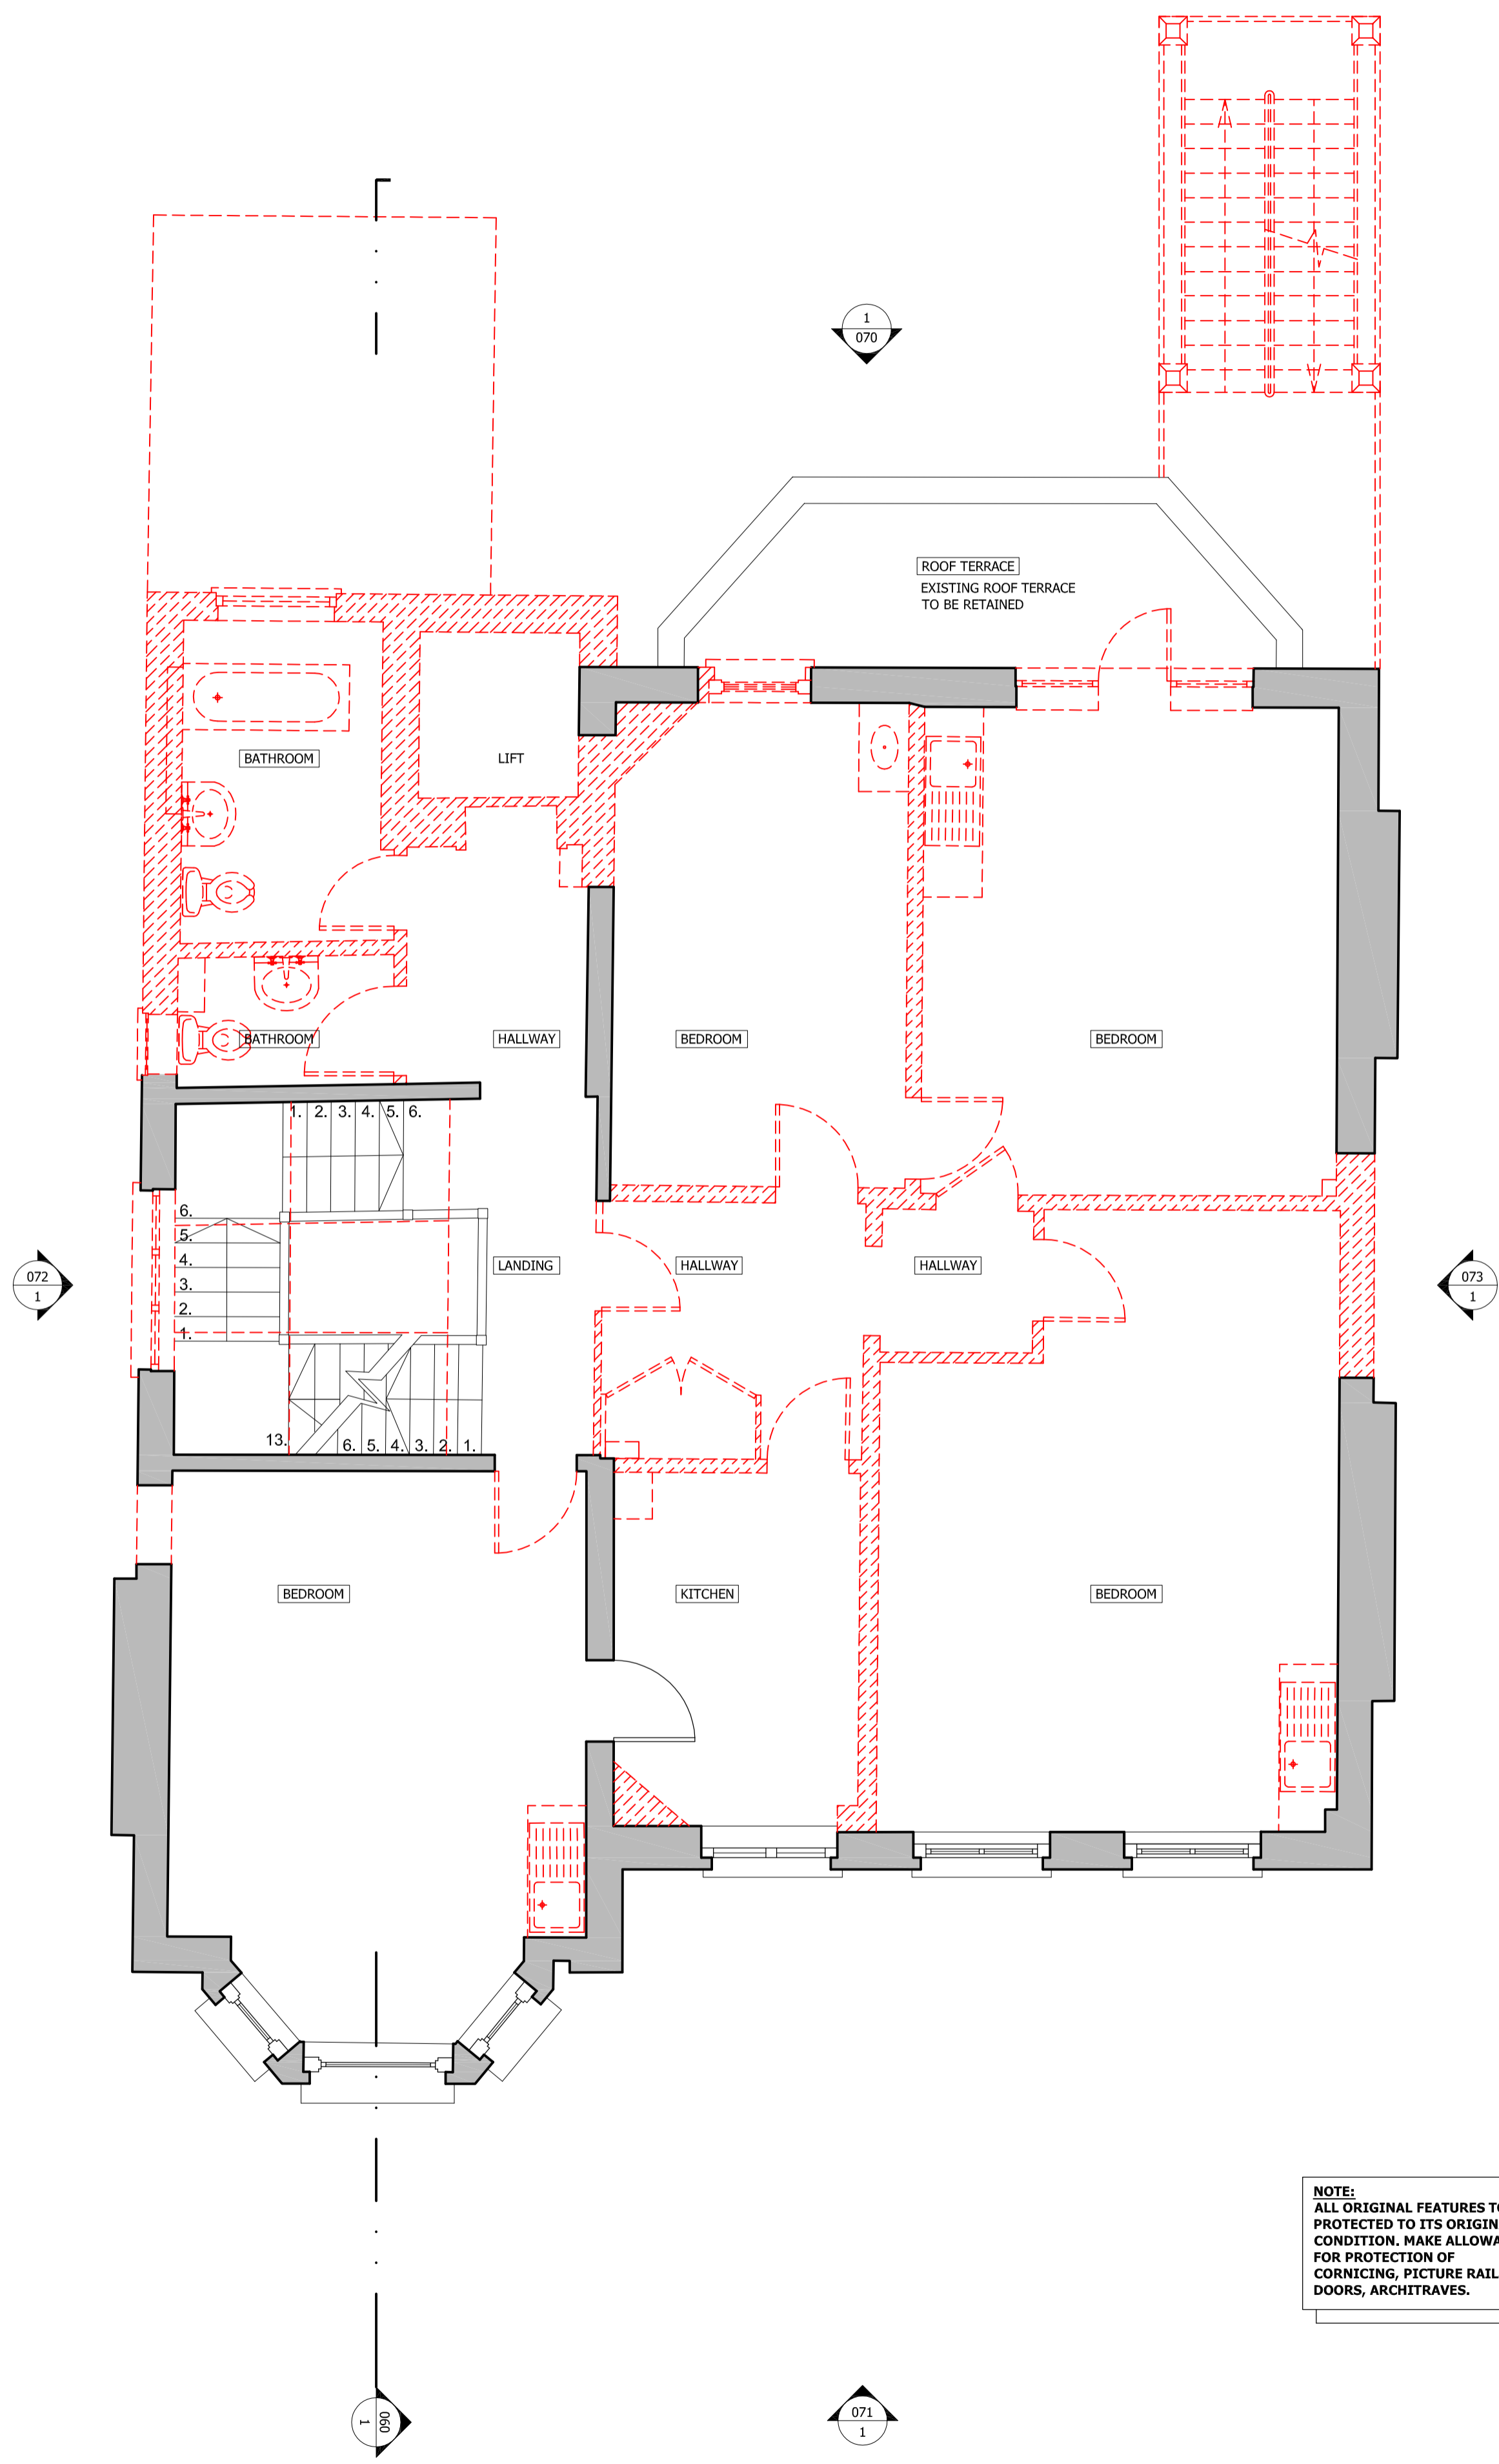 1
070
ROOF TERRACE
EXISTING ROOF TERRACE
TO BE RETAINED
BATHROOM
LIFT
BATHROOM
HALLWAY
BEDROOM
BEDROOM
1. 2. 3. 4. 5. 6.
6.
5.
4.
3.
2.
1.
LANDING
HALLWAY
HALLWAY
072
1
073
1
13. 6. 5. 4. 3. 2. 1.
BEDROOM
KITCHEN
BEDROOM
NOTE:
ALL ORIGINAL FEATURES
PROTECTED TO ITS
CONDITION. MAKE
FOR PROTECTION OF
CORNICING, PICTURE
DOORS, ARCHITRAVES.
060
1
071
1